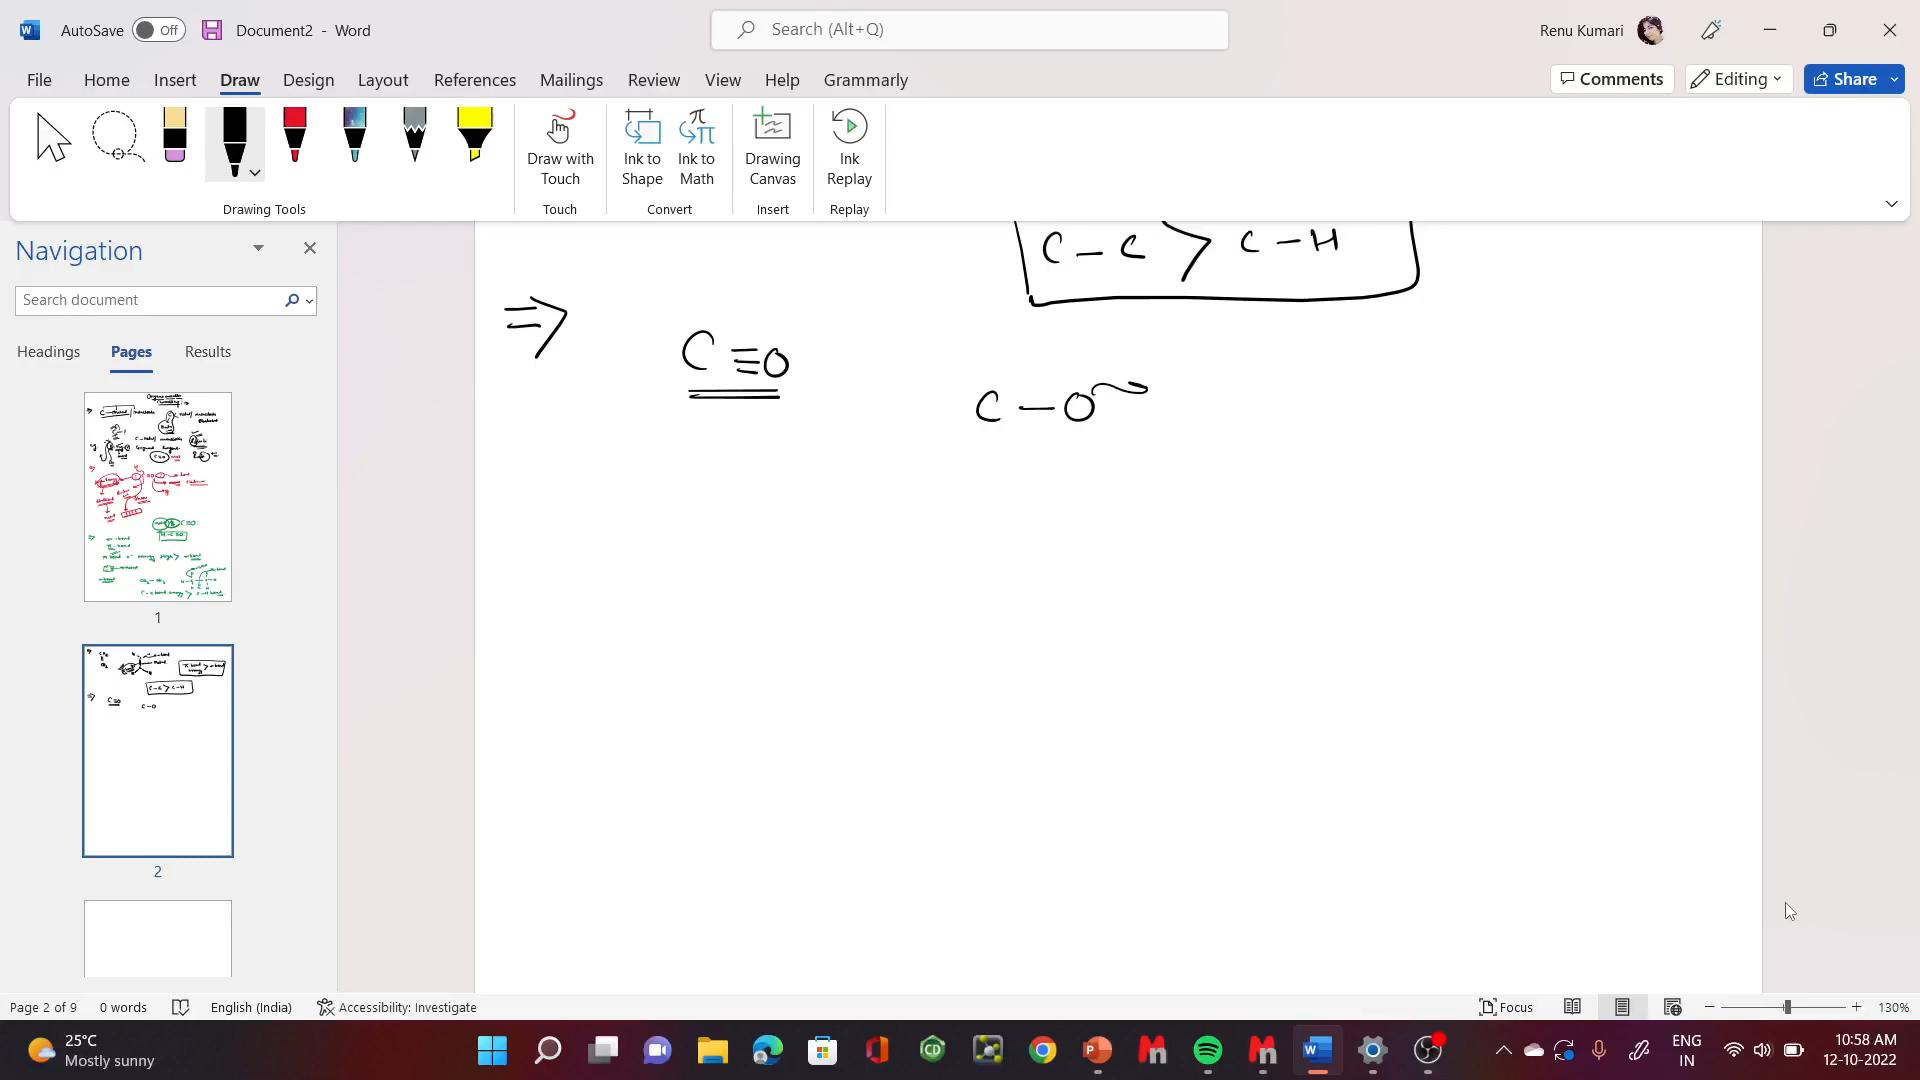 AutoSave Off Document2 - Word Search (Alt+Q) Renu Kumari
File Home Insert Draw Design Layout References Mailings Review View Help Grammarly Comments Editing Share
Draw with Touch
Ink to Shape
Ink to Math
Drawing Canvas
Ink Replay
Drawing Tools Touch Convert Insert Replay
Navigation
Search document
Headings Pages Results
C - C > C - H
⇒ C ≡ O
C - O
1
2
Page 2 of 9 0 words English (India) Accessibility: Investigate Focus 130%
25°C
Mostly sunny
ENG
IN
10:58 AM
12-10-2022